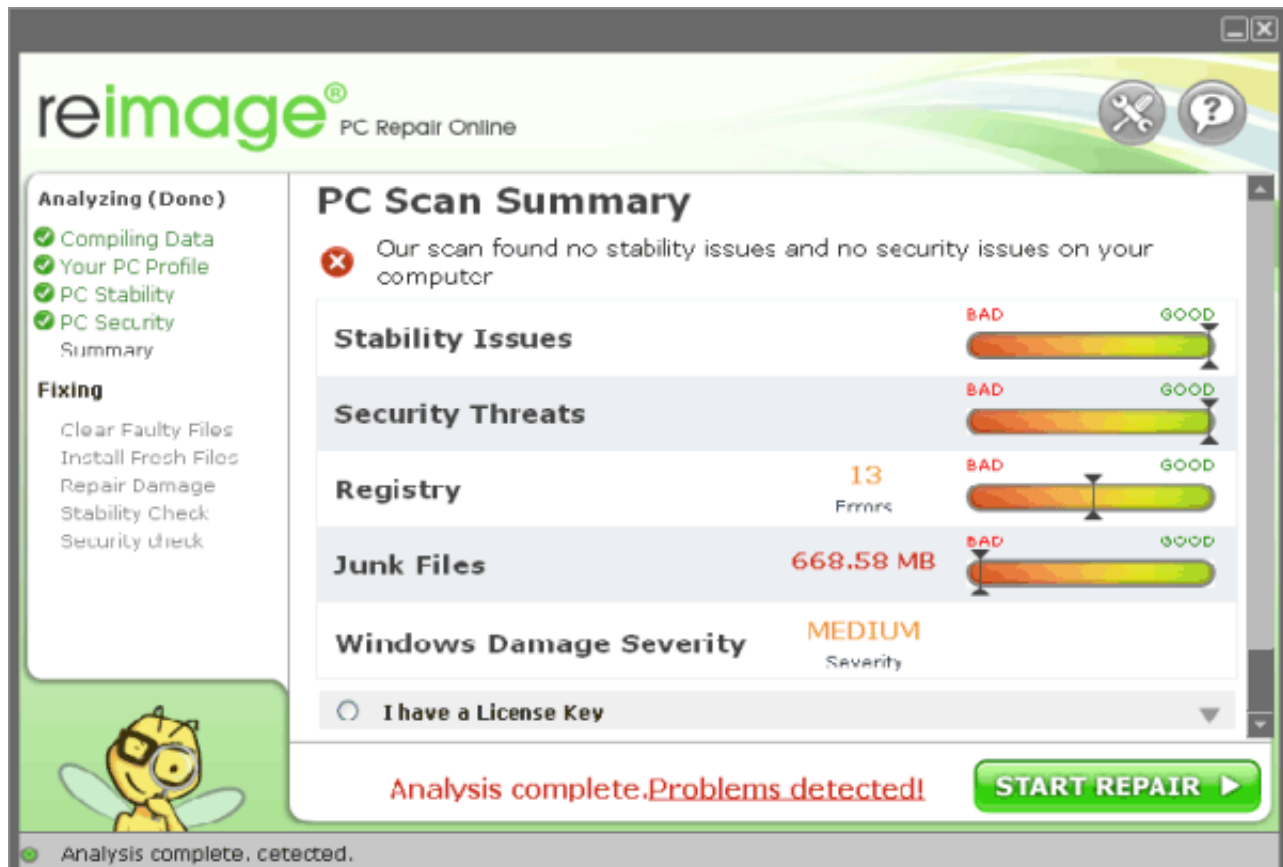 reimage®
PC Repair Online
Analyzing (Done)
Compiling Data
Your PC Profile
PC Stability
PC Security
Summary
Fixing
Clear Faulty Files
Install Fresh Files
Repair Damage
Stability Check
Security check
PC Scan Summary
Our scan found no stability issues and no security issues on your
computer
Stability Issues
BAD GOOD
Security Threats
BAD GOOD
Registry
13
Errors
BAD GOOD
Junk Files
668.58 MB
BAD GOOD
Windows Damage Severity
MEDIUM
Severity
I have a License Key
Analysis complete.Problems detected!
START REPAIR
Analysis complete. cetected.